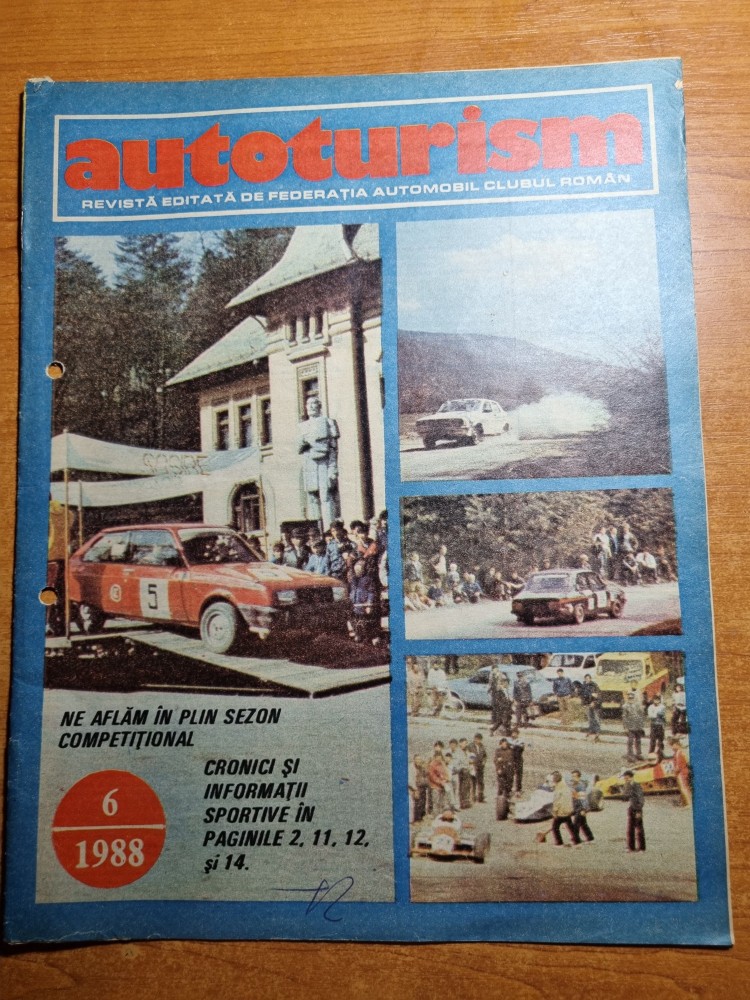 autoturism
REVISTĂ EDITATĂ DE FEDERAȚIA AUTOMOBIL CLUBUL ROMÂN
SOSIRE
5
NE AFLĂM ÎN PLIN SEZON
COMPETIȚIONAL
CRONICI ȘI
INFORMAȚII
SPORTIVE ÎN
PAGINILE 2, 11, 12,
și 14.
6
1988